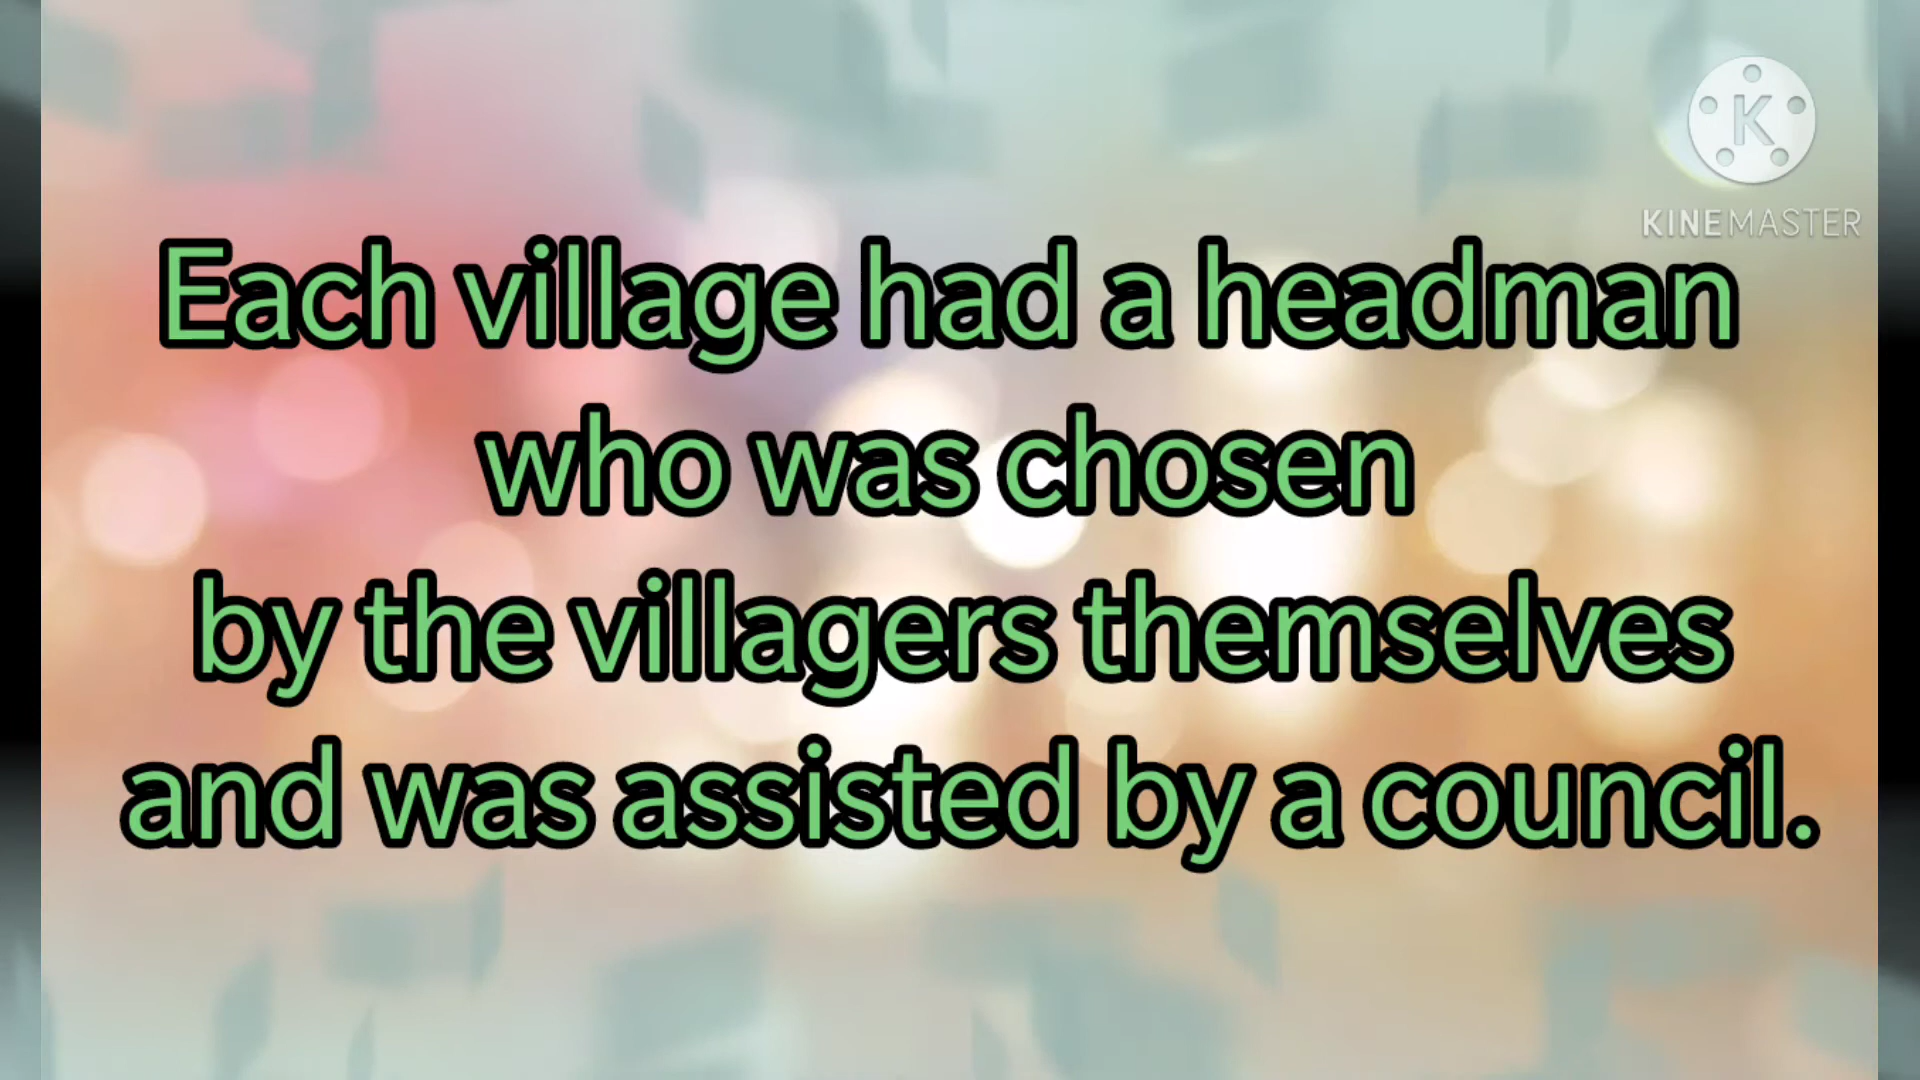 KINEMASTER
Each village had a headman
who was chosen
by the villagers themselves
and was assisted by a council.